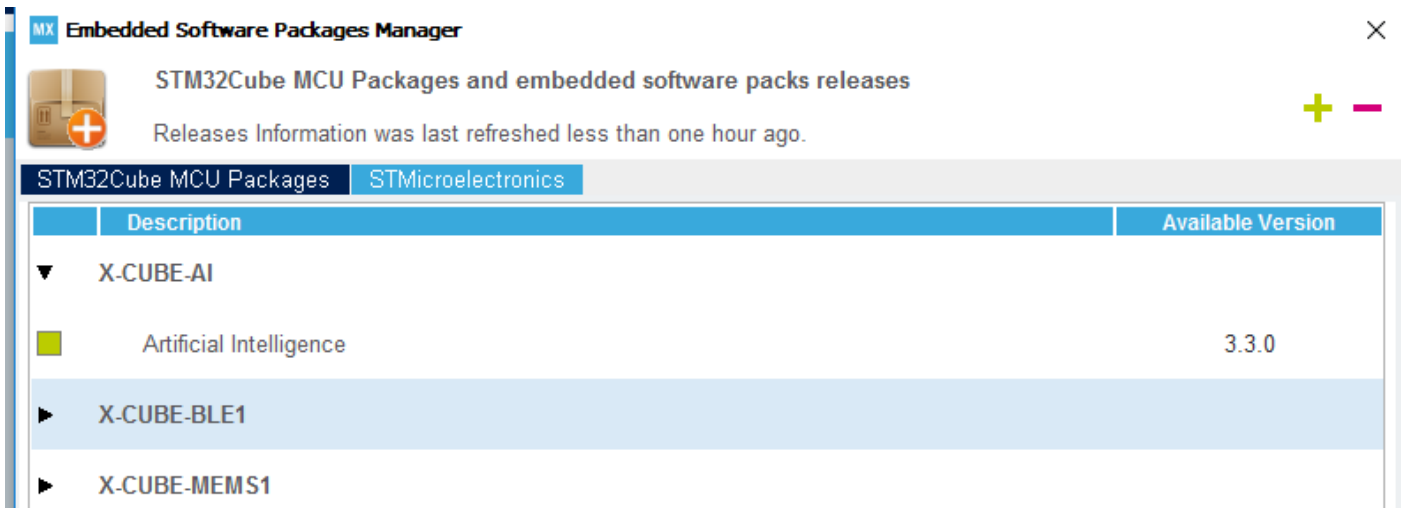 MX Embedded Software Packages Manager
STM32Cube MCU Packages and embedded software packs releases
Releases Information was last refreshed less than one hour ago.
STM32Cube MCU Packages STMicroelectronics
Description Available Version
X-CUBE-AI
Artificial Intelligence 3.3.0
X-CUBE-BLE1
X-CUBE-MEMS1